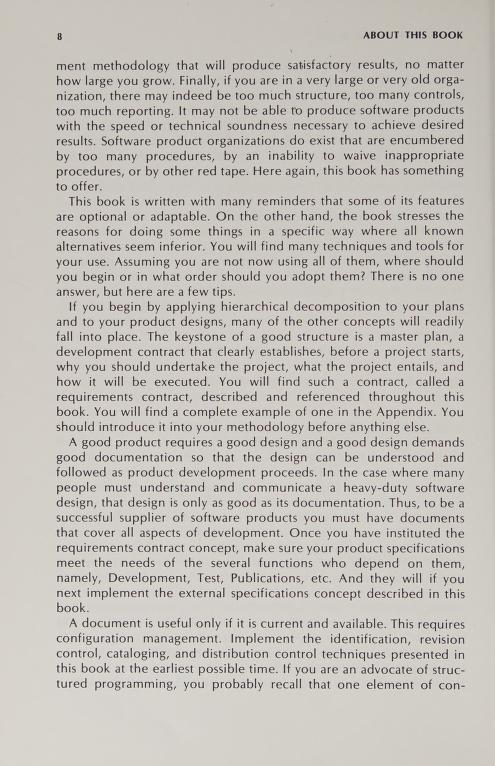 8 ABOUT THIS BOOK
ment methodology that will produce satisfactory results, no matter
how large you grow. Finally, if you are in a very large or very old orga-
nization, there may indeed be too much structure, too many controls,
too much reporting. It may not be able to produce software products
with the speed or technical soundness necessary to achieve desired
results. Software product organizations do exist that are encumbered
by too many procedures, by an inability to waive inappropriate
procedures, or by other red tape. Here again, this book has something
to offer.
This book is written with many reminders that some of its features
are optional or adaptable. On the other hand, the book stresses the
reasons for doing some things in a specific way where all known
alternatives seem inferior. You will find many techniques and tools for
your use. Assuming you are not now using all of them, where should
you begin or in what order should you adopt them? There is no one
answer, but here are a few tips.
If you begin by applying hierarchical decomposition to your plans
and to your product designs, many of the other concepts will readily
fall into place. The keystone of a good structure is a master plan, a
development contract that clearly establishes, before a project starts,
why you should undertake the project, what the project entails, and
how it will be executed. You will find such a contract, called a
requirements contract, described and referenced throughout this
book. You will find a complete example of one in the Appendix. You
should introduce it into your methodology before anything else.
A good product requires a good design and a good design demands
good documentation so that the design can be understood and
followed as product development proceeds. In the case where many
people must understand and communicate a heavy-duty software
design, that design is only as good as its documentation. Thus, to be a
successful supplier of software products you must have documents
that cover all aspects of development. Once you have instituted the
requirements contract concept, make sure your product specifications
meet the needs of the several functions who depend on them,
namely, Development, Test, Publications, etc. And they will if you
next implement the external specifications concept described in this
book.
A document is useful only if it is current and available. This requires
configuration management. Implement the identification, revision
control, cataloging, and distribution control techniques presented in
this book at the earliest possible time. If you are an advocate of struc-
tured programming, you probably recall that one element of con-